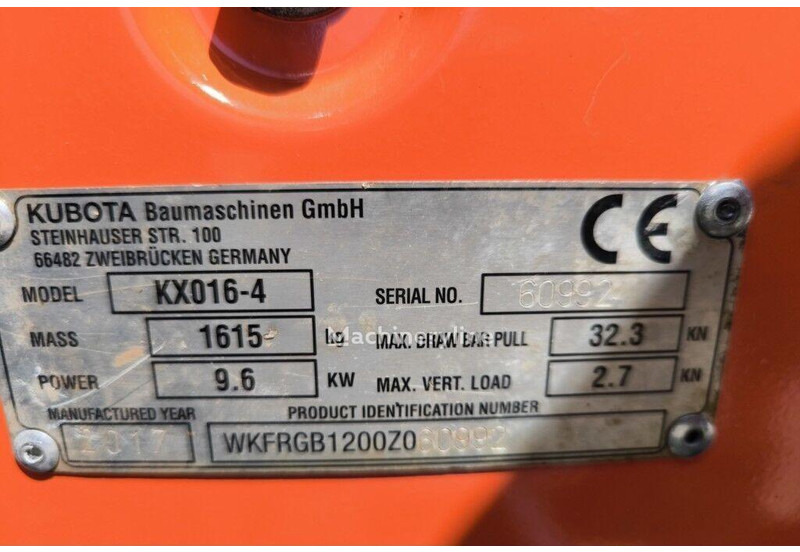 KUBOTA Baumaschinen GmbH
STEINHAUSER STR. 100
66482 ZWEIBRÜCKEN GERMANY
CE
MODEL KX016-4 SERIAL NO. 60992
MASS 1615 kg MAX. DRAW BAR PULL 32.3 KN
POWER 9.6 KW MAX. VERT. LOAD 2.7 KN
MANUFACTURED YEAR PRODUCT IDENTIFICATION NUMBER
2017 WKFRGB1200Z060992